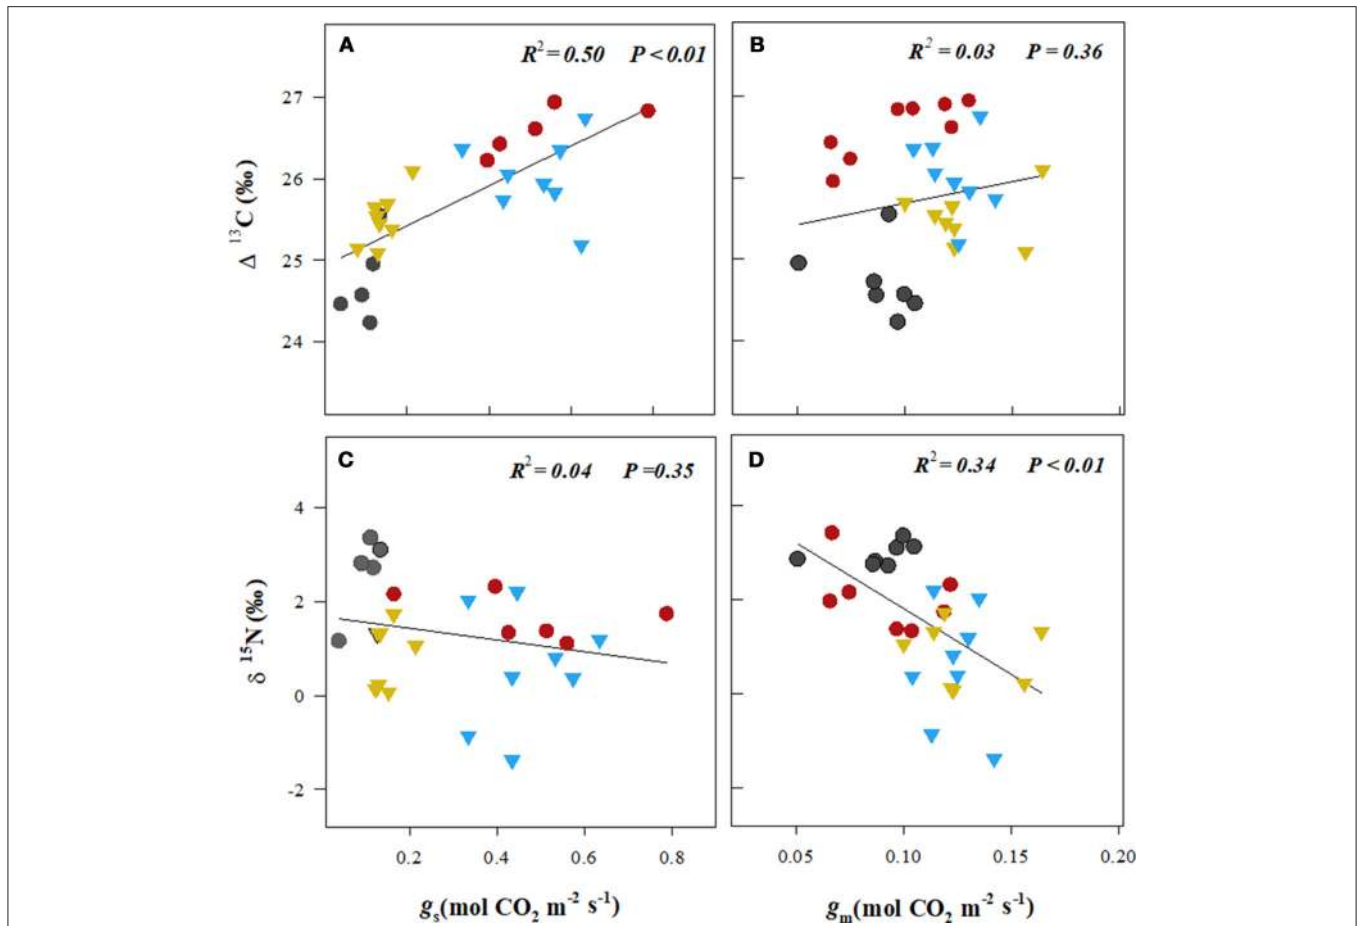 A
R² = 0.50 P < 0.01
B
R² = 0.03 P = 0.36
27
26
25
24
Δ ¹³C (‰)
C
R² = 0.04 P =0.35
D
R² = 0.34 P < 0.01
4
2
0
-2
δ ¹⁵N (‰)
0.2 0.4 0.6 0.8
0.05 0.10 0.15 0.20
gₛ(mol CO₂ m⁻² s⁻¹)
gₘ(mol CO₂ m⁻² s⁻¹)